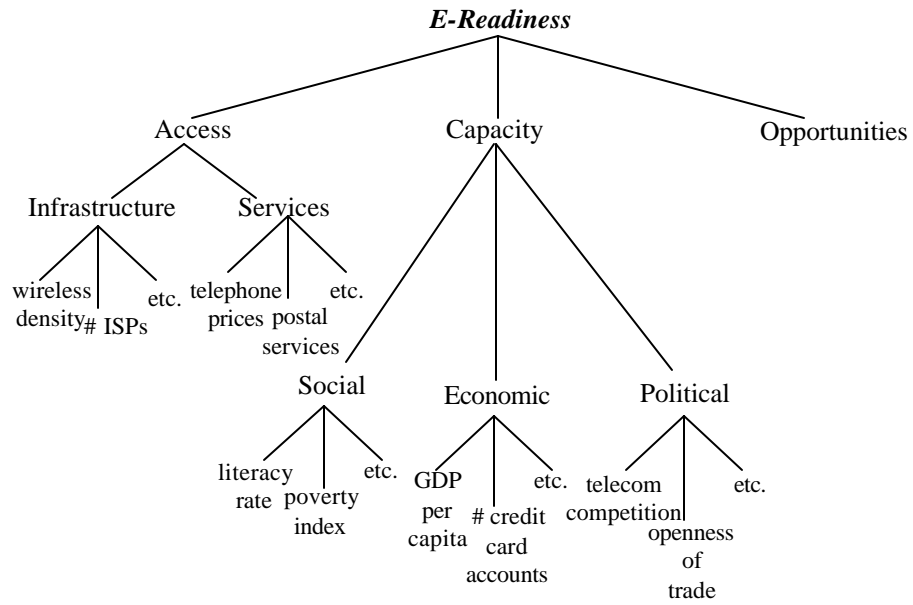 E-Readiness
Access
Capacity
Opportunities
Infrastructure
Services
wireless
density
# ISPs
etc.
telephone
prices
postal
services
etc.
Social
Economic
Political
literacy
rate
poverty
index
etc.
GDP
per
capita
# credit
card
accounts
etc.
telecom
competition
openness
of
trade
etc.